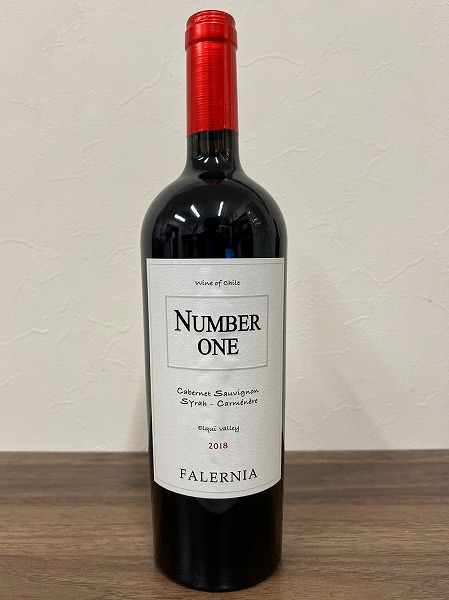 Wine of Chile
NUMBER
ONE
Cabernet Sauvignon
Syrah - Carménère
Elqui Valley
2018
FALERNIA